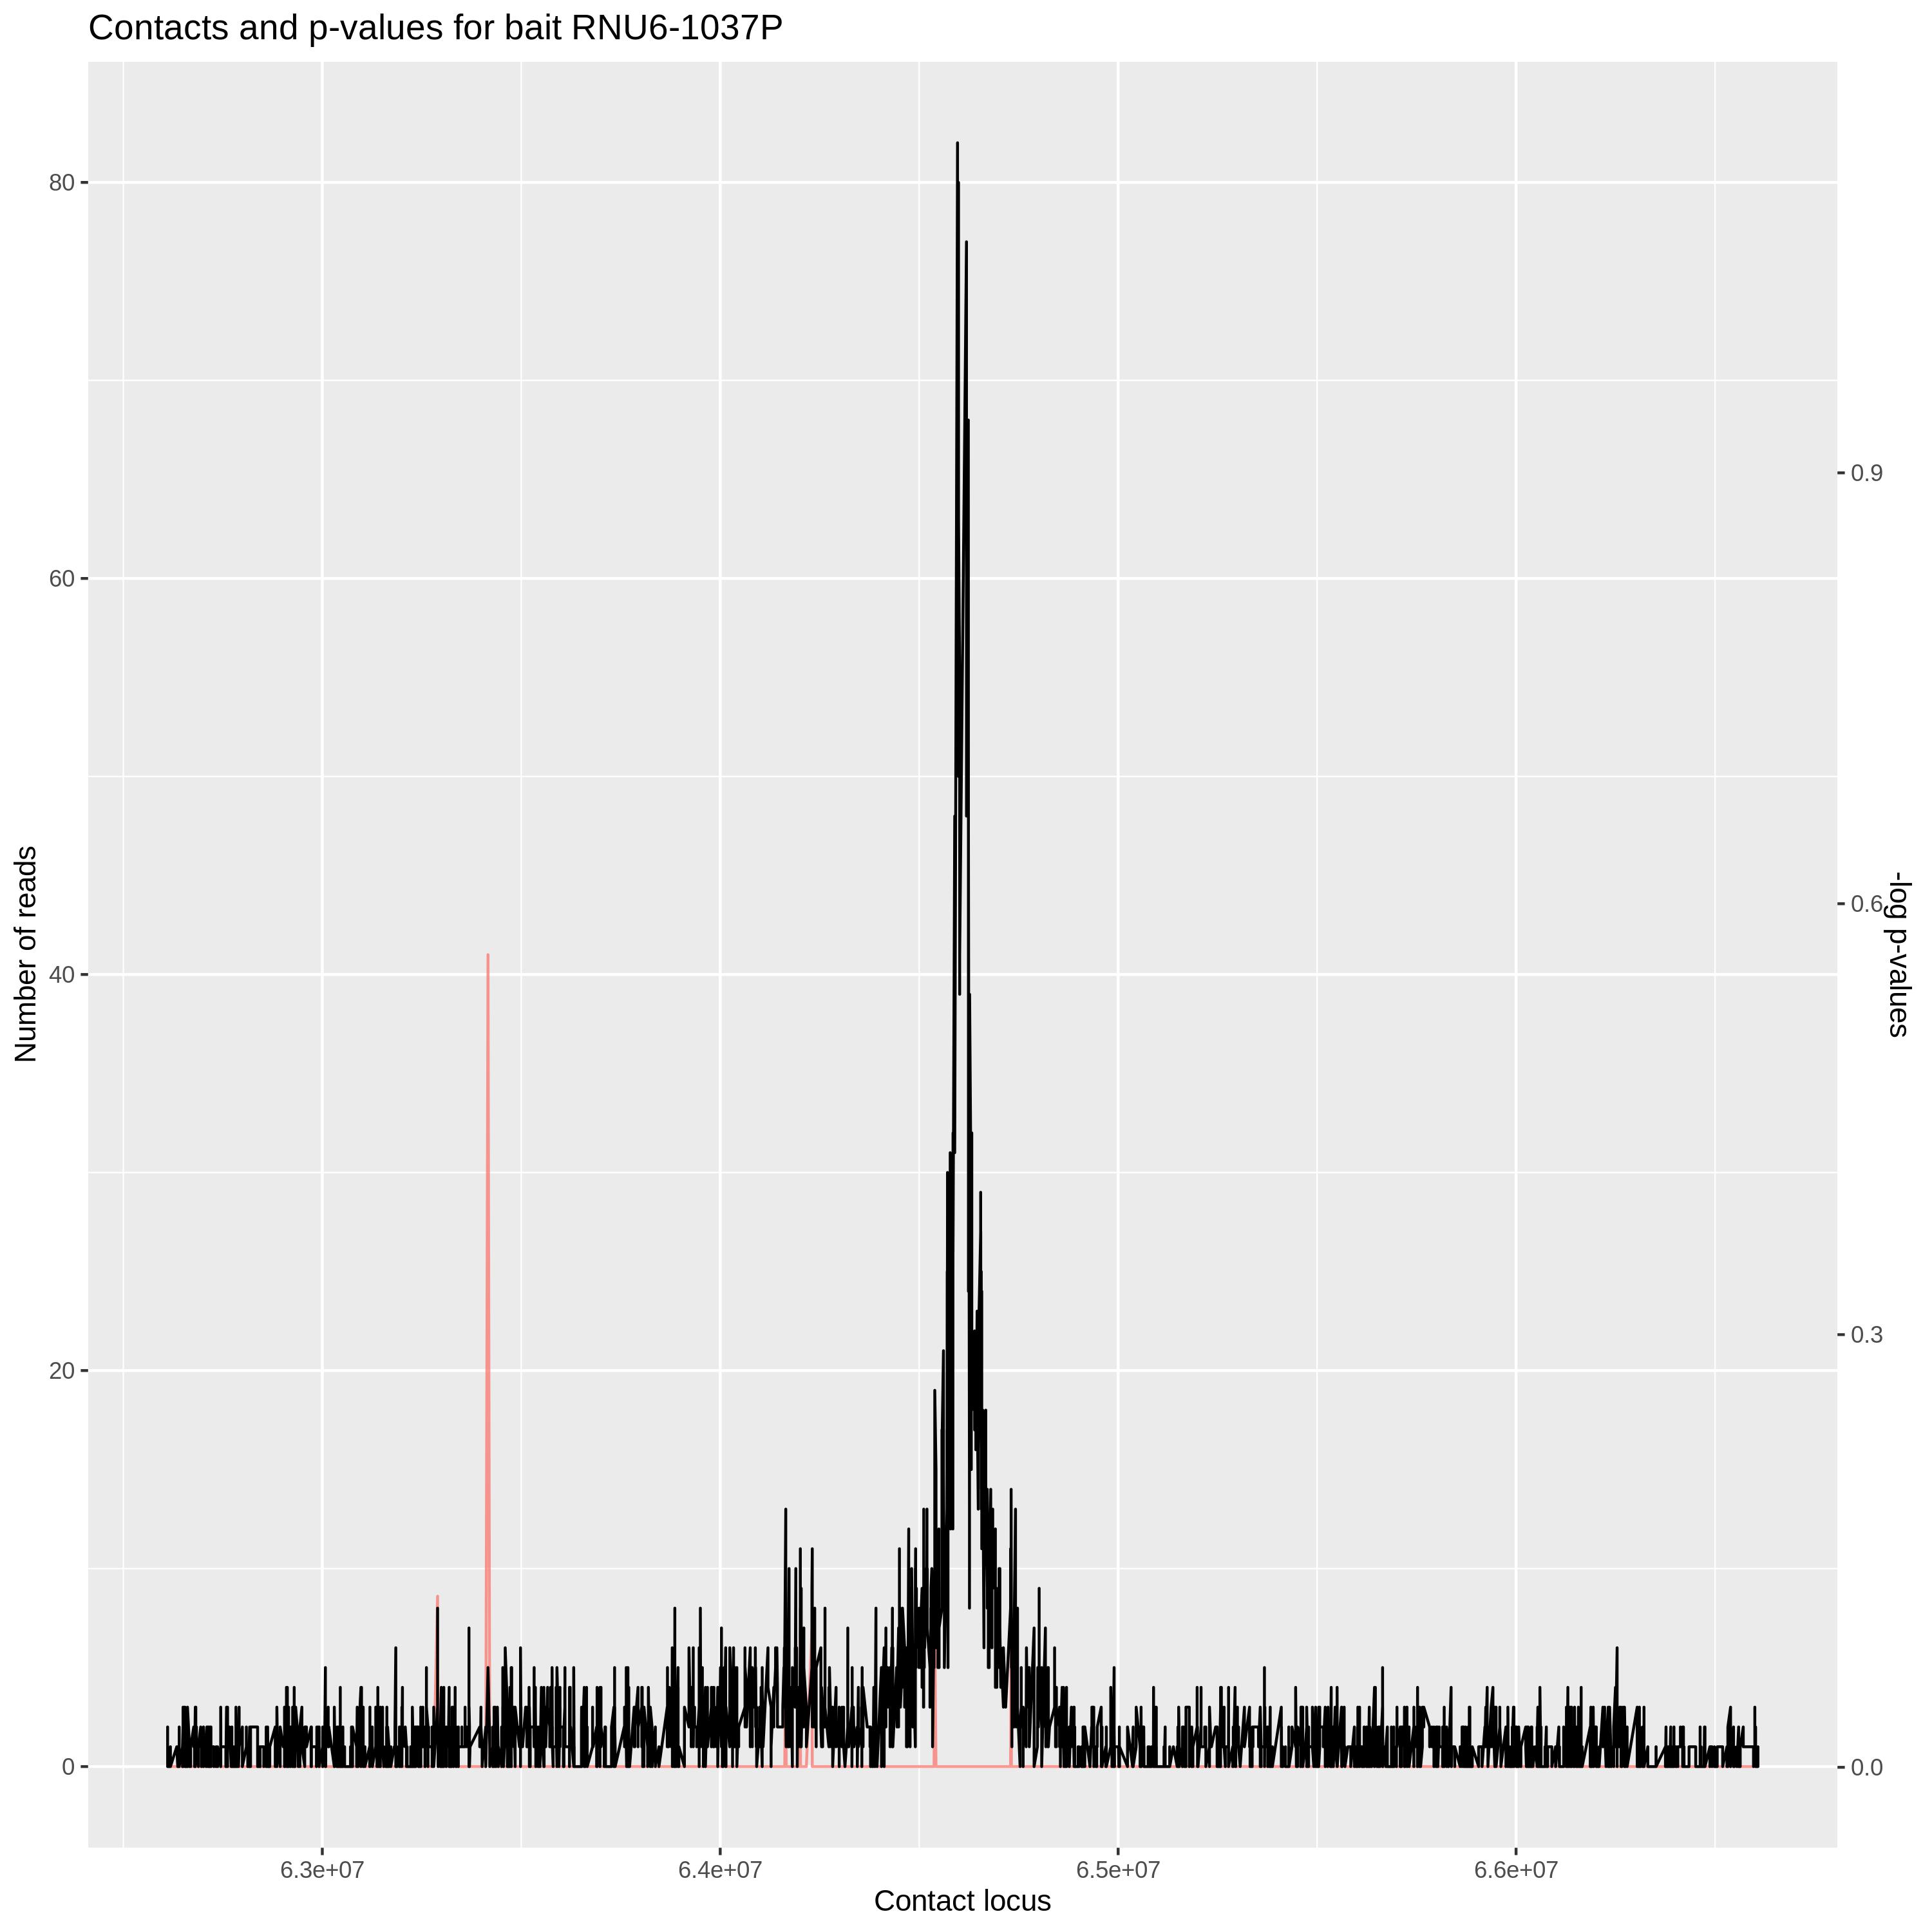 Contacts and p-values for bait RNU6-1037P
80
60
40
20
0
Number of reads
0.9
0.6
0.3
0.0
-log p-values
6.3e+07
6.4e+07
6.5e+07
6.6e+07
Contact locus